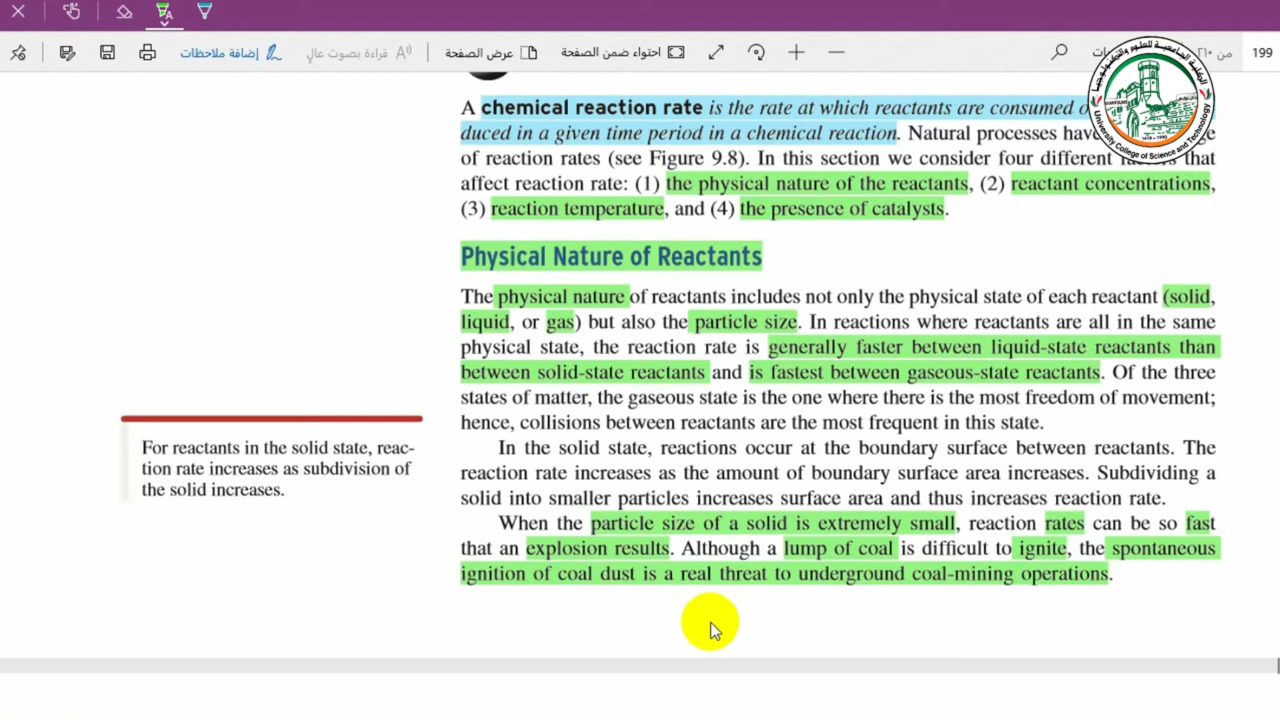 إضافة ملاحظات
قراءة بصوت عالٍ
عرض الصفحة
احتواء ضمن الصفحة
من ٢٦٠
199
الكلية الجامعية للعلوم والتكنولوجيا
University College of Science and Technology
A chemical reaction rate is the rate at which reactants are consumed
duced in a given time period in a chemical reaction. Natural processes have
of reaction rates (see Figure 9.8). In this section we consider four different that
affect reaction rate: (1) the physical nature of the reactants, (2) reactant concentrations,
(3) reaction temperature, and (4) the presence of catalysts.
Physical Nature of Reactants
The physical nature of reactants includes not only the physical state of each reactant (solid,
liquid, or gas) but also the particle size. In reactions where reactants are all in the same
physical state, the reaction rate is generally faster between liquid-state reactants than
between solid-state reactants and is fastest between gaseous-state reactants. Of the three
states of matter, the gaseous state is the one where there is the most freedom of movement;
hence, collisions between reactants are the most frequent in this state.
For reactants in the solid state, reac-
tion rate increases as subdivision of
the solid increases.
In the solid state, reactions occur at the boundary surface between reactants. The
reaction rate increases as the amount of boundary surface area increases. Subdividing a
solid into smaller particles increases surface area and thus increases reaction rate.
When the particle size of a solid is extremely small, reaction rates can be so fast
that an explosion results. Although a lump of coal is difficult to ignite, the spontaneous
ignition of coal dust is a real threat to underground coal-mining operations.